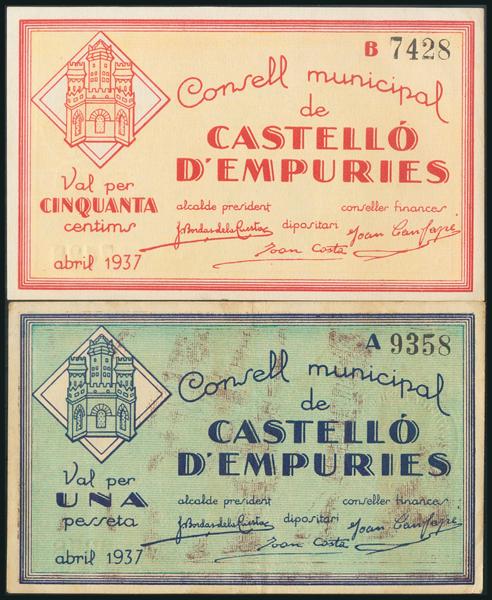 B 7428
Consell municipal
de
CASTELLÓ
D'EMPURIES
Val per
CINQUANTA
centims
abril 1937
alcalde president
conseller finances
dipositari
Joan Costa
A 9358
Consell municipal
de
CASTELLÓ
D'EMPURIES
Val per
UNA
pesseta
abril 1937
alcalde president
conseller finances
dipositari
Joan Costa